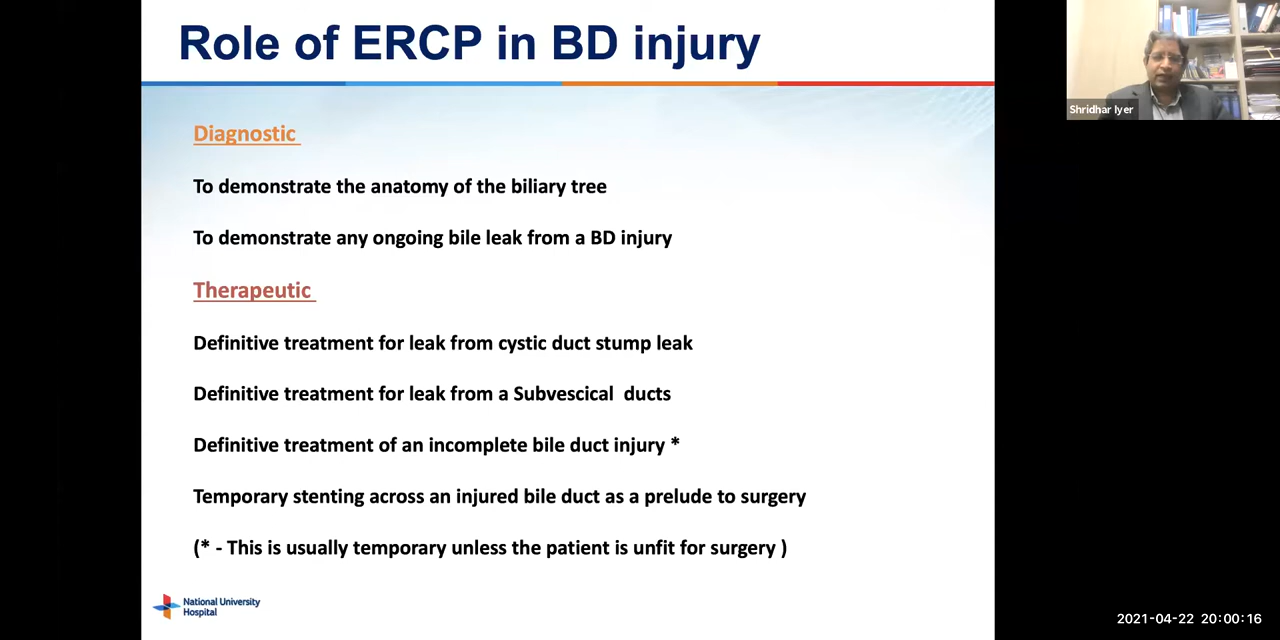 Role of ERCP in BD injury
Shridhar Iyer
Diagnostic
To demonstrate the anatomy of the biliary tree
To demonstrate any ongoing bile leak from a BD injury
Therapeutic
Definitive treatment for leak from cystic duct stump leak
Definitive treatment for leak from a Subvescical ducts
Definitive treatment of an incomplete bile duct injury *
Temporary stenting across an injured bile duct as a prelude to surgery
(* - This is usually temporary unless the patient is unfit for surgery )
National University
Hospital
2021-04-22 20:00:16